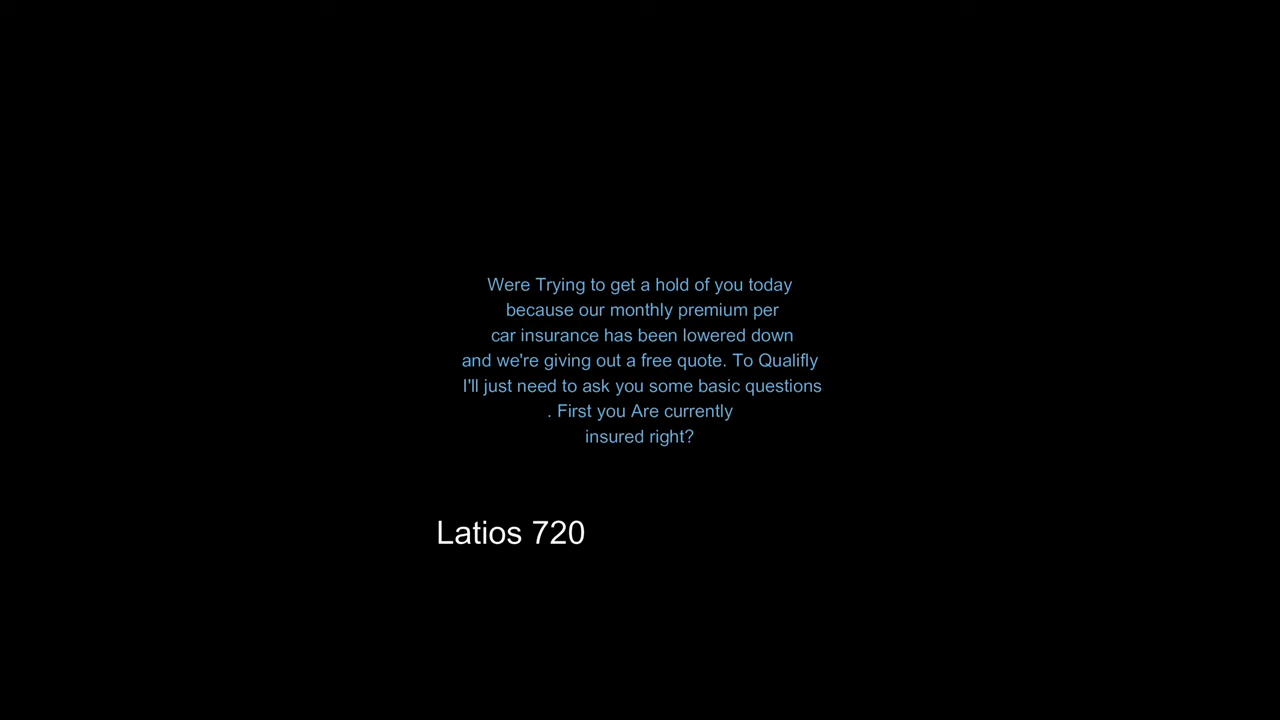 Were Trying to get a hold of you today
because our monthly premium per
car insurance has been lowered down
and we're giving out a free quote. To Qualifly
I'll just need to ask you some basic questions
. First you Are currently
insured right?
Latios 720